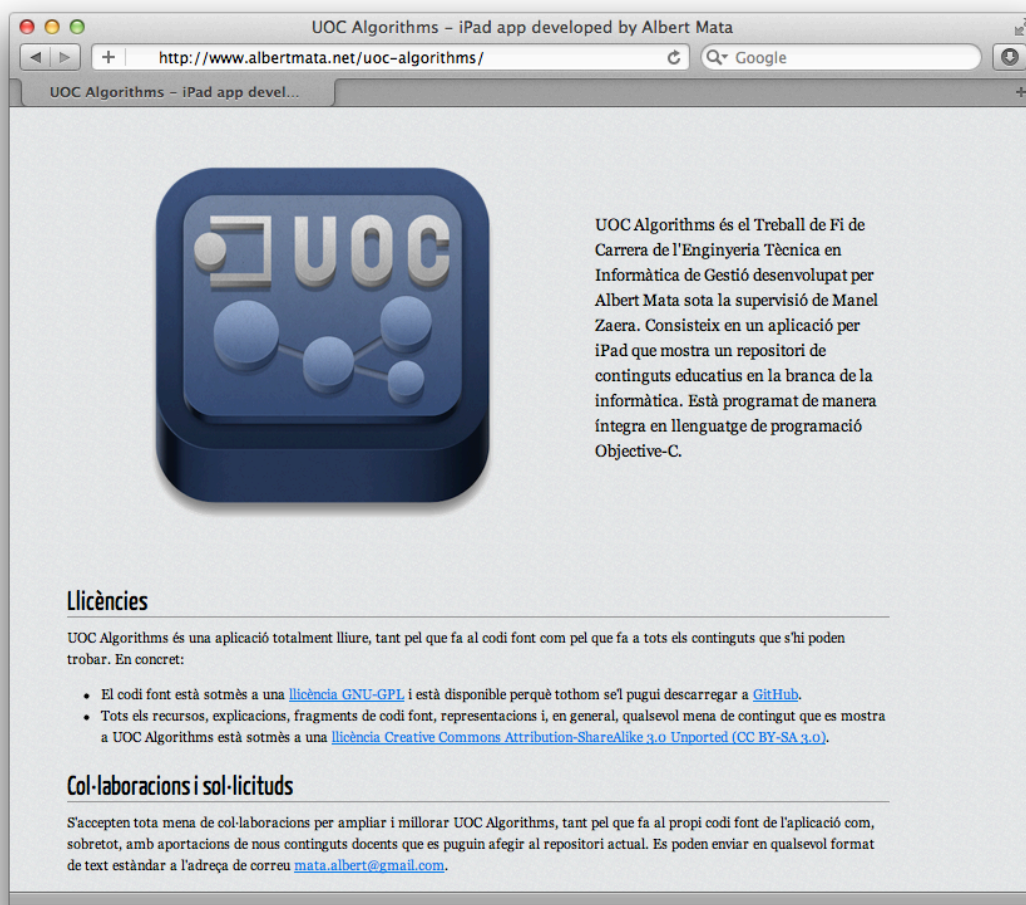 UOC Algorithms – iPad app developed by Albert Mata
http://www.albertmata.net/uoc-algorithms/
Google
UOC Algorithms – iPad app devel...
UOC
UOC Algorithms és el Treball de Fi de
Carrera de l'Enginyeria Tècnica en
Informàtica de Gestió desenvolupat per
Albert Mata sota la supervisió de Manel
Zaera. Consisteix en un aplicació per
iPad que mostra un repositori de
continguts educatius en la branca de la
informàtica. Està programat de manera
íntegra en llenguatge de programació
Objective-C.
Llicències
UOC Algorithms és una aplicació totalment lliure, tant pel que fa al codi font com pel que fa a tots els continguts que s'hi poden
trobar. En concret:
• El codi font està sotmès a una llicència GNU-GPL i està disponible perquè tothom se'l pugui descarregar a GitHub.
• Tots els recursos, explicacions, fragments de codi font, representacions i, en general, qualsevol mena de contingut que es mostra
a UOC Algorithms està sotmès a una llicència Creative Commons Attribution-ShareAlike 3.0 Unported (CC BY-SA 3.0).
Col·laboracions i sol·licituds
S'accepten tota mena de col·laboracions per ampliar i millorar UOC Algorithms, tant pel que fa al propi codi font de l'aplicació com,
sobretot, amb aportacions de nous continguts docents que es puguin afegir al repositori actual. Es poden enviar en qualsevol format
de text estàndar a l'adreça de correu mata.albert@gmail.com.